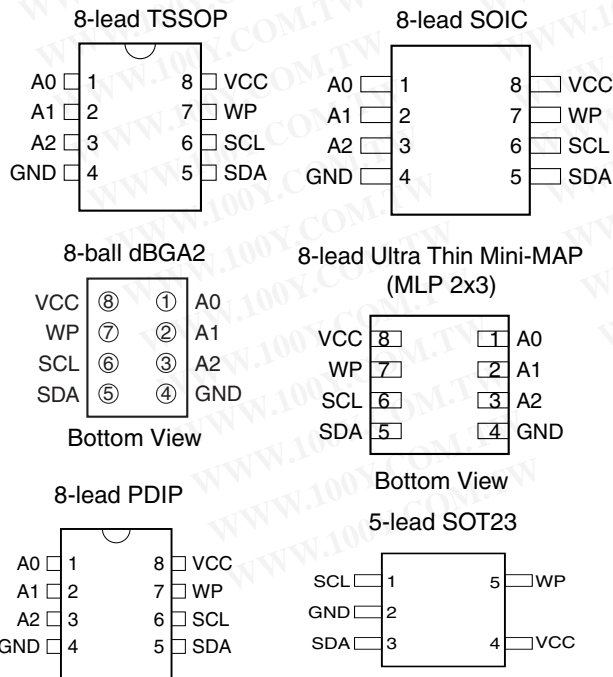 8-lead TSSOP
A0 1 8 VCC
A1 2 7 WP
A2 3 6 SCL
GND 4 5 SDA
8-lead SOIC
A0 1 8 VCC
A1 2 7 WP
A2 3 6 SCL
GND 4 5 SDA
8-ball dBGA2
VCC 8 1 A0
WP 7 2 A1
SCL 6 3 A2
SDA 5 4 GND
Bottom View
8-lead Ultra Thin Mini-MAP
(MLP 2x3)
VCC 8 1 A0
WP 7 2 A1
SCL 6 3 A2
SDA 5 4 GND
Bottom View
8-lead PDIP
A0 1 8 VCC
A1 2 7 WP
A2 3 6 SCL
GND 4 5 SDA
5-lead SOT23
SCL 1 5 WP
GND 2
SDA 3 4 VCC
WWW.100Y.COM.TW